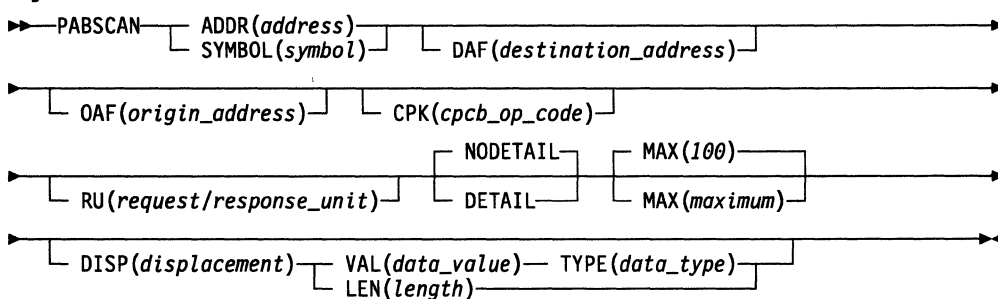 PABSCAN ADDR(address)
SYMBOL(symbol) DAF(destination_address)
OAF(origin_address) CPK(cpcb_op_code)
NODETAIL MAX(100)
RU(request/response_unit) DETAIL MAX(maximum)
DISP(displacement) VAL(data_value) TYPE(data_type)
LEN(length)